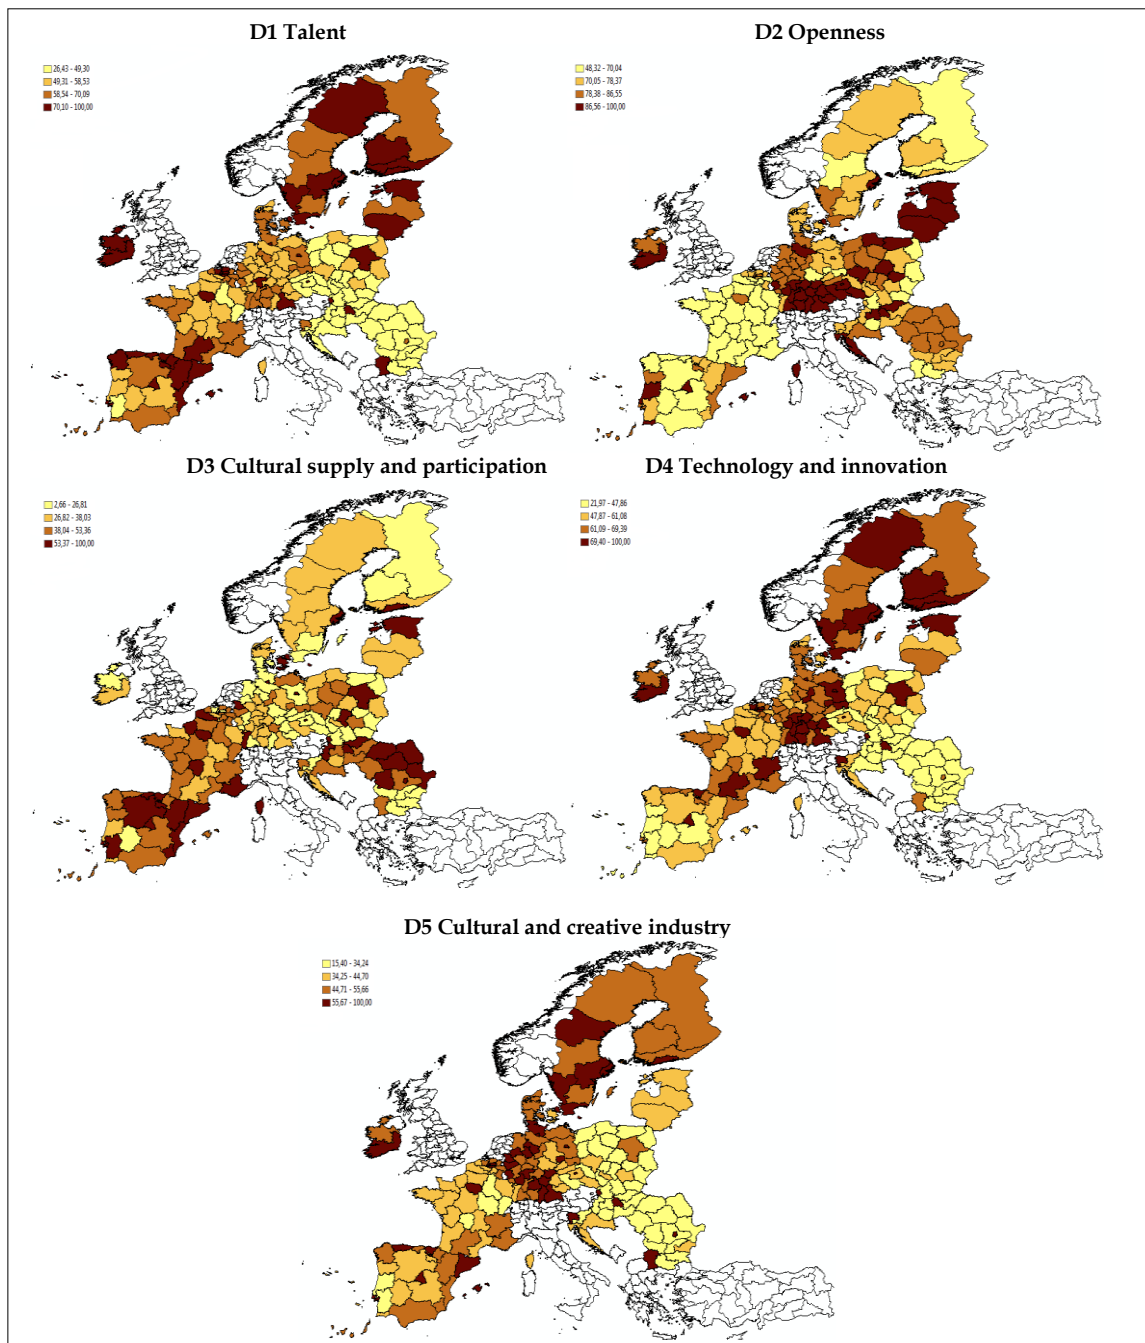 D1 Talent
26,43 - 49,30
49,31 - 58,53
58,54 - 70,09
70,10 - 100,00
D2 Openness
48,32 - 70,04
70,05 - 78,37
78,38 - 86,55
86,56 - 100,00
D3 Cultural supply and participation
2,66 - 26,81
26,82 - 38,03
38,04 - 53,36
53,37 - 100,00
D4 Technology and innovation
21,97 - 47,86
47,87 - 61,08
61,09 - 69,39
69,40 - 100,00
D5 Cultural and creative industry
15,40 - 34,24
34,25 - 44,70
44,71 - 55,66
55,67 - 100,00